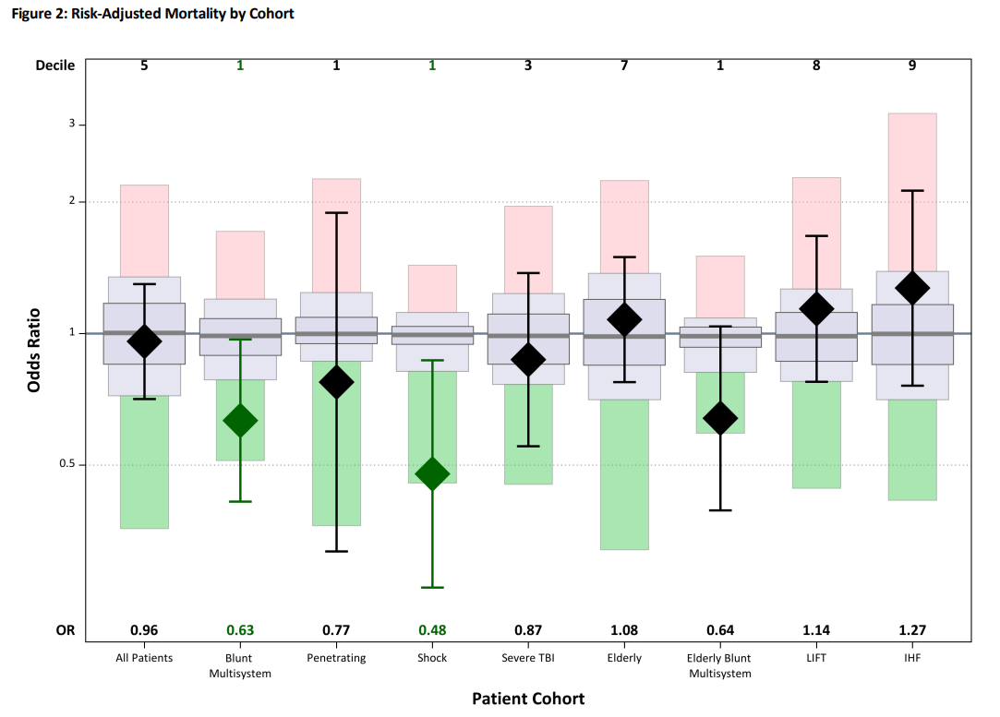 Figure 2: Risk-Adjusted Mortality by Cohort
Decile 5 1 1 1 3 7 1 8 9
3
2
1
0.5
Odds Ratio
OR 0.96 0.63 0.77 0.48 0.87 1.08 0.64 1.14 1.27
All Patients Blunt Penetrating Shock Severe TBI Elderly Elderly Blunt LIFT IHF
Multisystem Multisystem
Patient Cohort